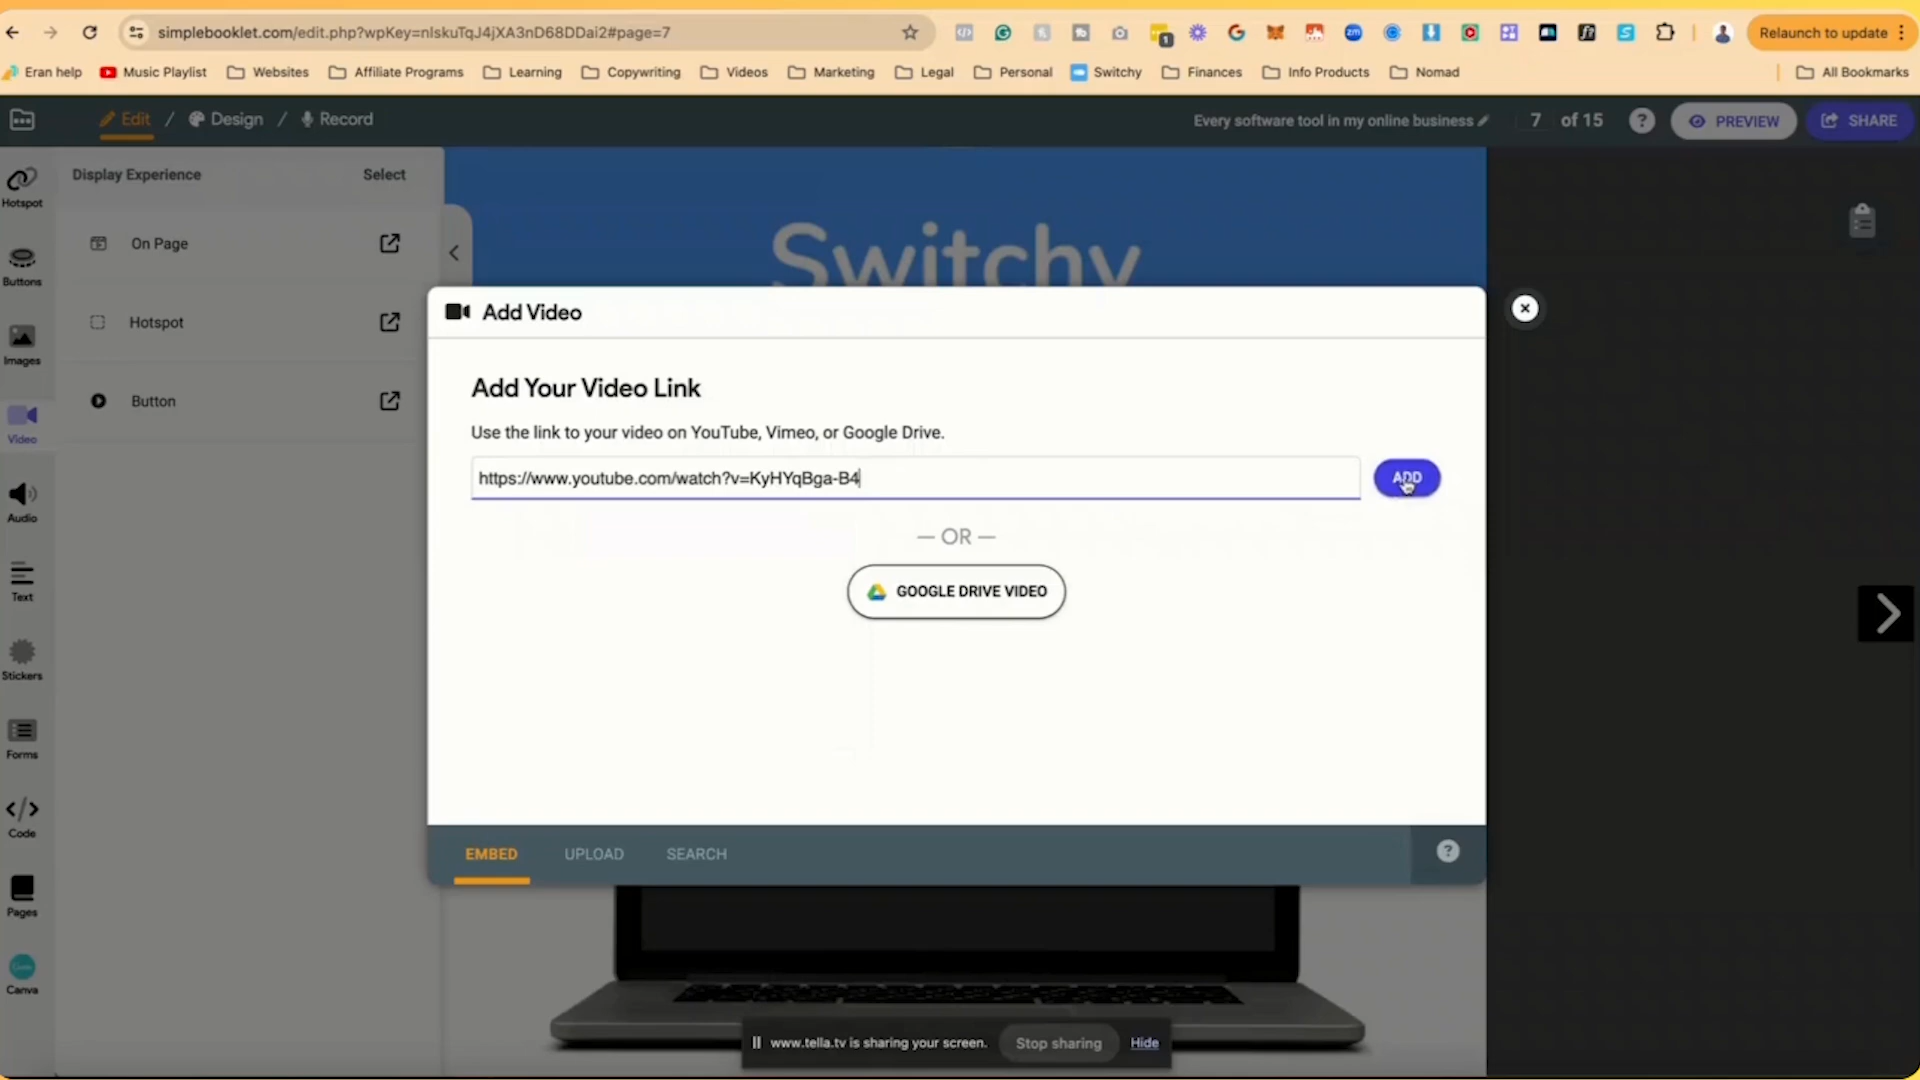 simplebooklet.com/edit.php?wpKey=nlskuTqJ4jXA3nD68DDai2#page=7
1
Relaunch to update
Eran help
Music Playlist
Websites
Affiliate Programs
Learning
Copywriting
Videos
Marketing
Legal
Personal
Switchy
Finances
Info Products
Nomad
All Bookmarks
Edit / Design / Record
Every software tool in my online business
7 of 15
?
PREVIEW
SHARE
Display Experience
Select
On Page
Hotspot
Button
Hotspot
Buttons
Images
Video
Audio
Text
Stickers
Forms
Code
Pages
Canva
Switchy
Add Video
Add Your Video Link
Use the link to your video on YouTube, Vimeo, or Google Drive.
https://www.youtube.com/watch?v=KyHYqBga-B4
ADD
— OR —
GOOGLE DRIVE VIDEO
EMBED
UPLOAD
SEARCH
?
www.tella.tv is sharing your screen.
Stop sharing
Hide